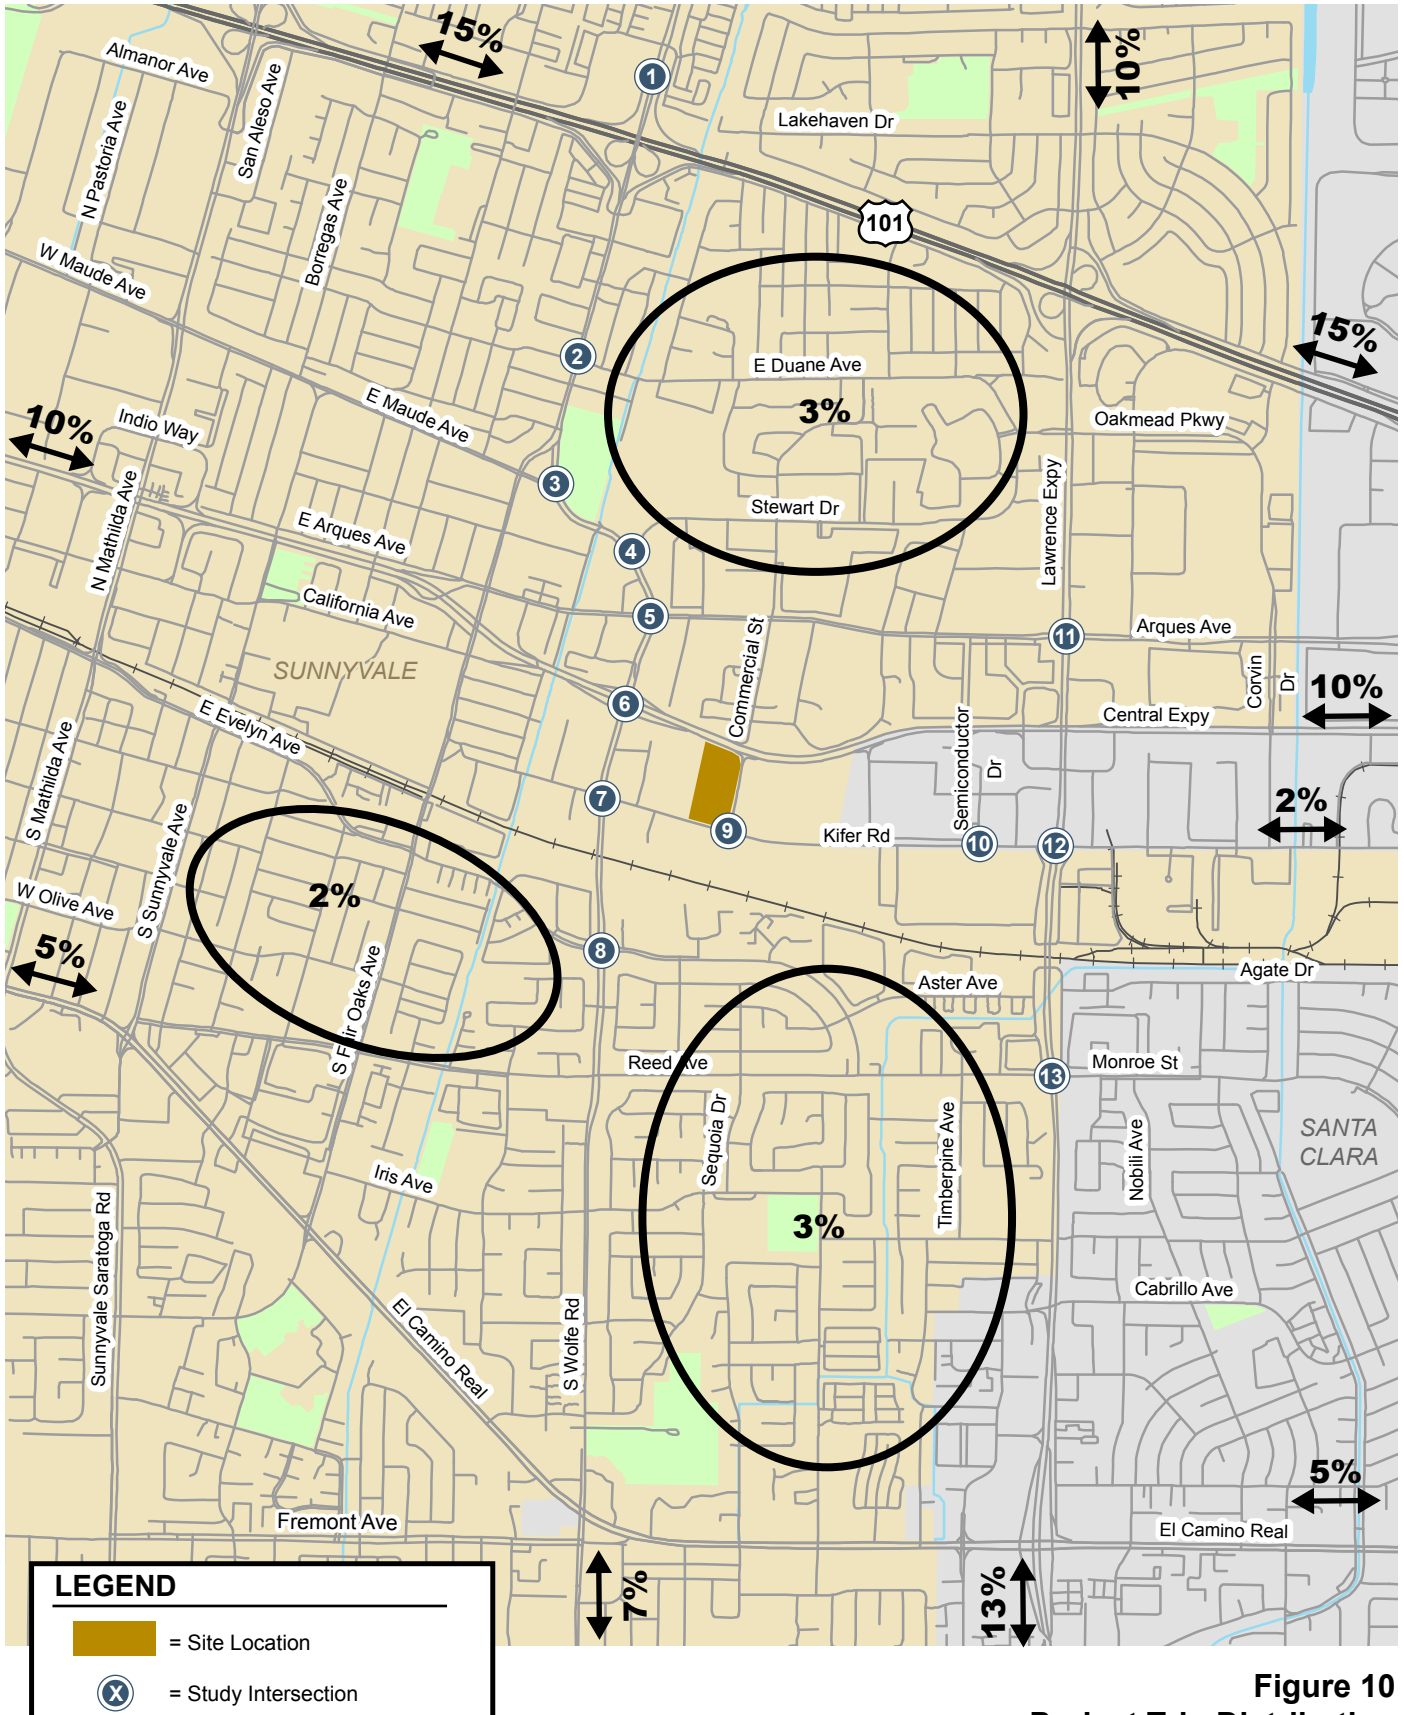 15%
10%
Almanor Ave
San Aleso Ave
N Pastoria Ave
1
Lakehaven Dr
Borregas Ave
101
W Maude Ave
15%
2
E Duane Ave
3%
E Maude Ave
Indio Way
10%
Oakmead Pkwy
N Mathilda Ave
3
Lawrence Expy
Stewart Dr
E Arques Ave
4
California Ave
5
Commercial St
11
Arques Ave
SUNNYVALE
Corvin
Dr
10%
6
E Evelyn Ave
Central Expy
Semiconductor
Dr
S Mathilda Ave
7
2%
9
Kifer Rd
10
12
S Sunnyvale Ave
2%
W Olive Ave
5%
8
S Fair Oaks Ave
Aster Ave
Agate Dr
Reed Ave
13
Monroe St
Sequoia Dr
Timberpine Ave
Nobili Ave
SANTA
CLARA
Iris Ave
Sunnyvale Saratoga Rd
3%
Cabrillo Ave
El Camino Real
S Wolfe Rd
5%
Fremont Ave
El Camino Real
7%
13%
LEGEND
= Site Location
X
= Study Intersection
Figure 10